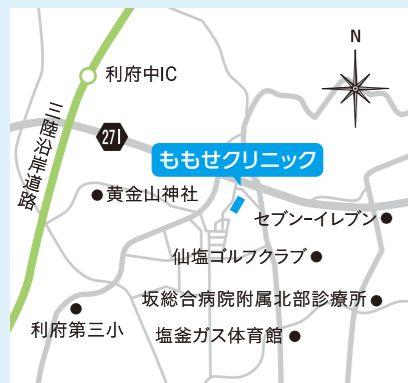 N
利府中IC
三陸沿岸道路
271
ももせクリニック
黄金山神社
セブン-イレブン
仙塩ゴルフクラブ
坂総合病院附属北部診療所
利府第三小
塩釜ガス体育館